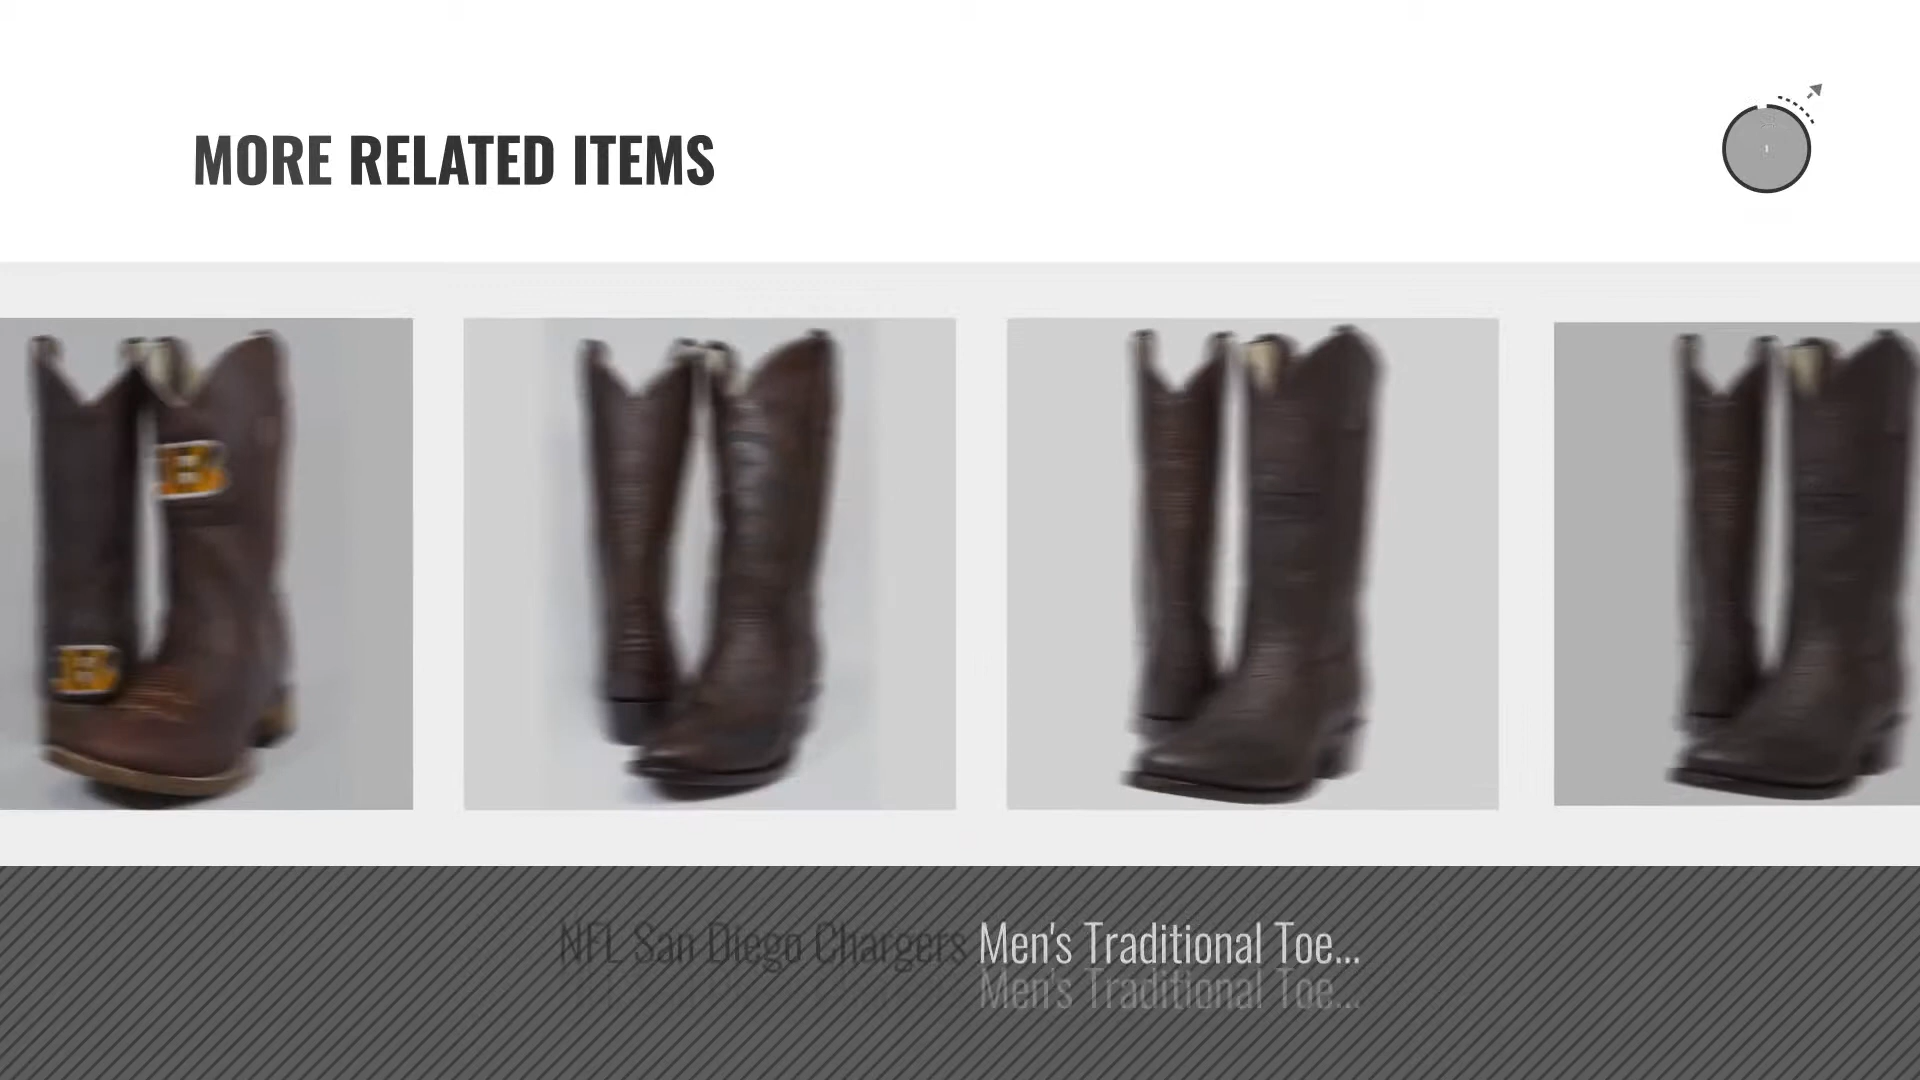 MORE RELATED ITEMS
B
B
NFL San Diego Chargers Men's Traditional Toe...
Men's Traditional Toe...